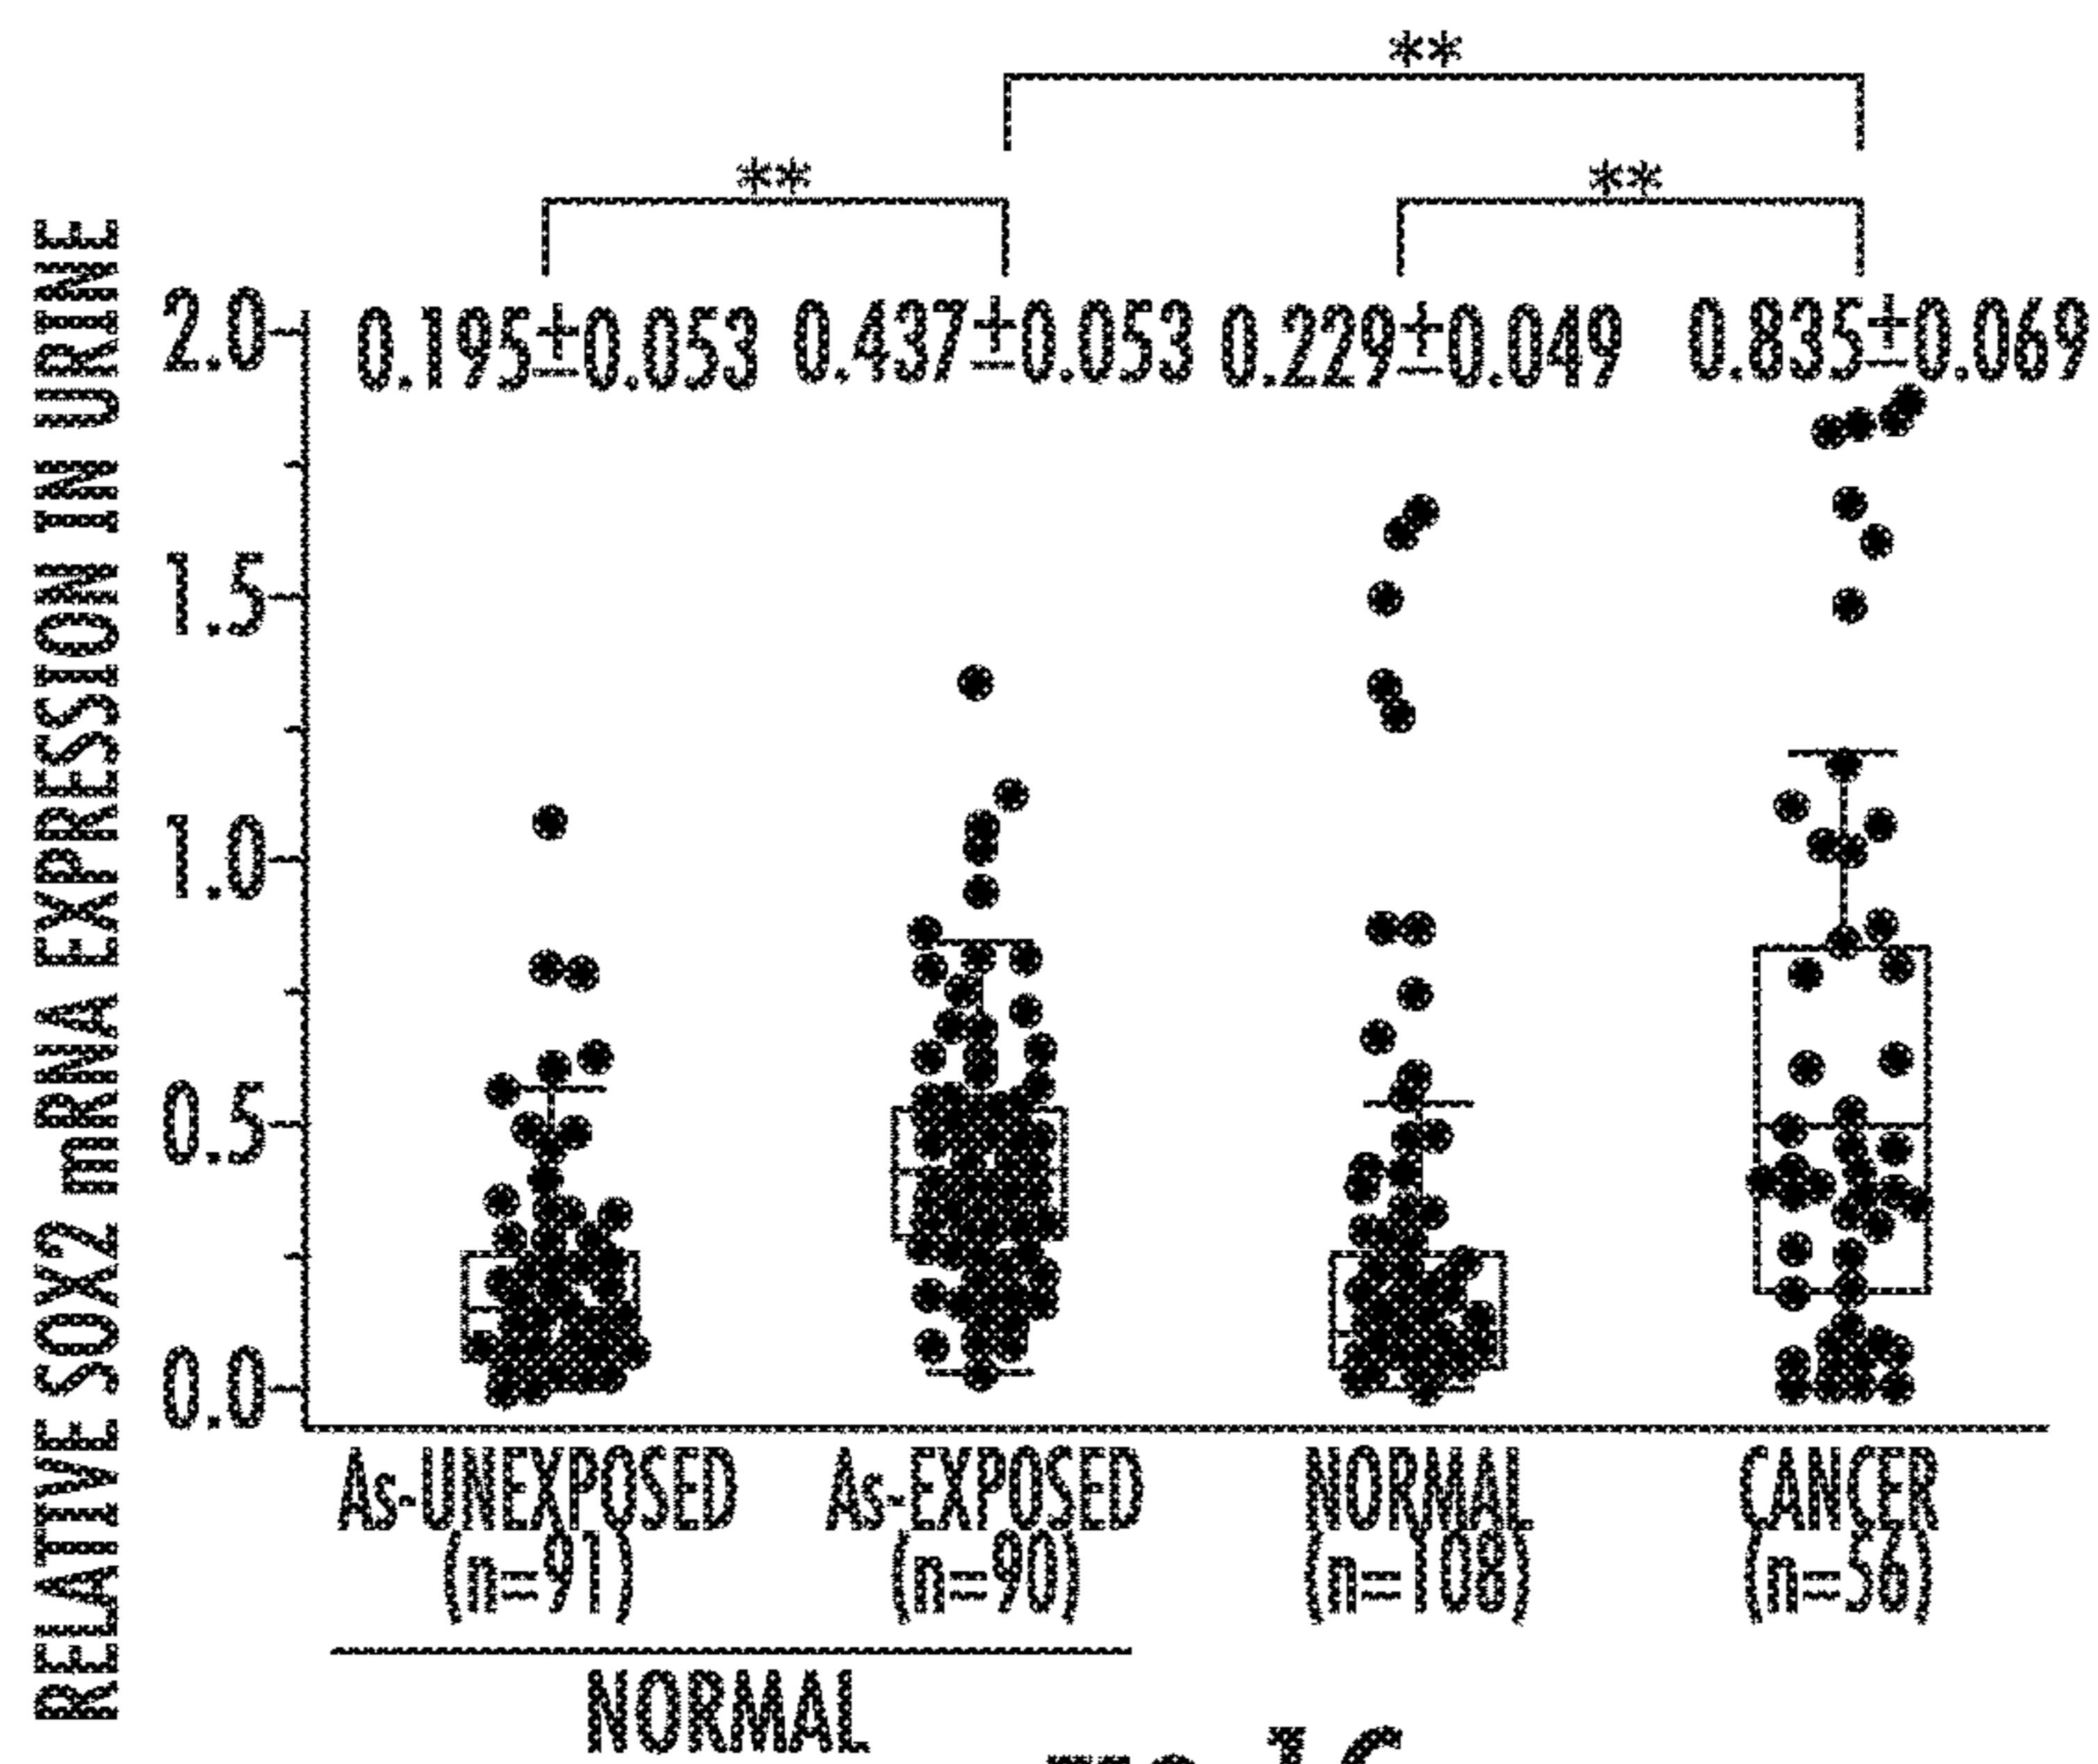 **
** **
RELATIVE SOX2 mRNA EXPRESSION IN URINE
0.195±0.053 0.437±0.053 0.229±0.049 0.835±0.069
2.0
1.5
1.0
0.5
0.0
As-UNEXPOSED As-EXPOSED NORMAL CANCER
(n=91) (n=90) (n=108) (n=56)
NORMAL